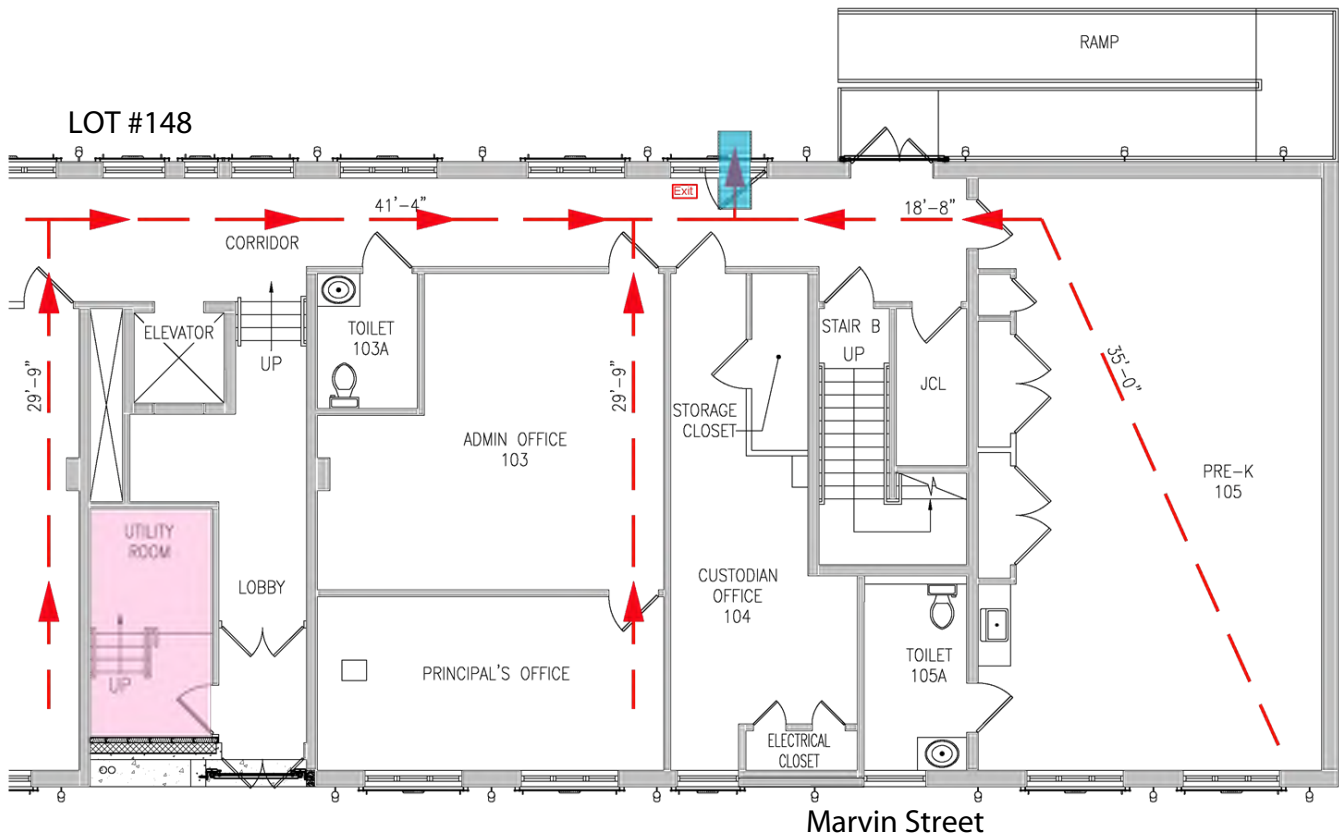 RAMP
LOT #148
Exit
41'-4"
18'-8"
CORRIDOR
ELEVATOR
UP
TOILET
103A
STAIR B
UP
JCL
29'-9"
29'-9"
35'-0"
STORAGE
CLOSET
ADMIN OFFICE
103
PRE-K
105
UTILITY
ROOM
LOBBY
CUSTODIAN
OFFICE
104
UP
PRINCIPAL'S OFFICE
TOILET
105A
ELECTRICAL
CLOSET
Marvin Street